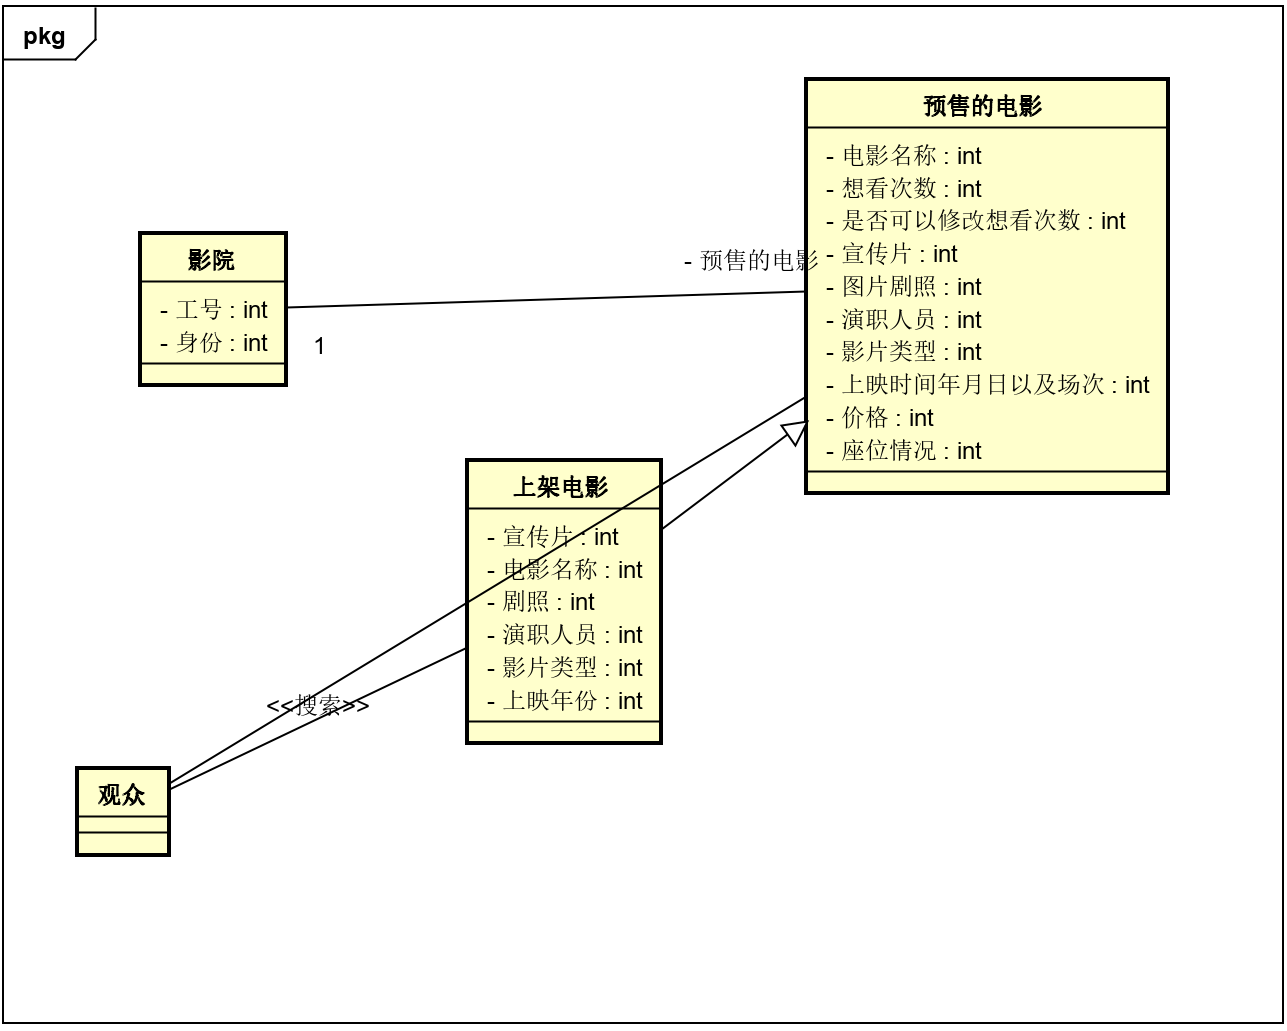 pkg
预售的电影
- 电影名称 : int
- 想看次数 : int
- 是否可以修改想看次数 : int
- 宣传片 : int
- 图片剧照 : int
- 演职人员 : int
- 影片类型 : int
- 上映时间年月日以及场次 : int
- 价格 : int
- 座位情况 : int
影院
- 工号 : int
- 身份 : int
- 预售的电影
1
上架电影
- 宣传片 : int
- 电影名称 : int
- 剧照 : int
- 演职人员 : int
- 影片类型 : int
- 上映年份 : int
<<搜索>>
观众